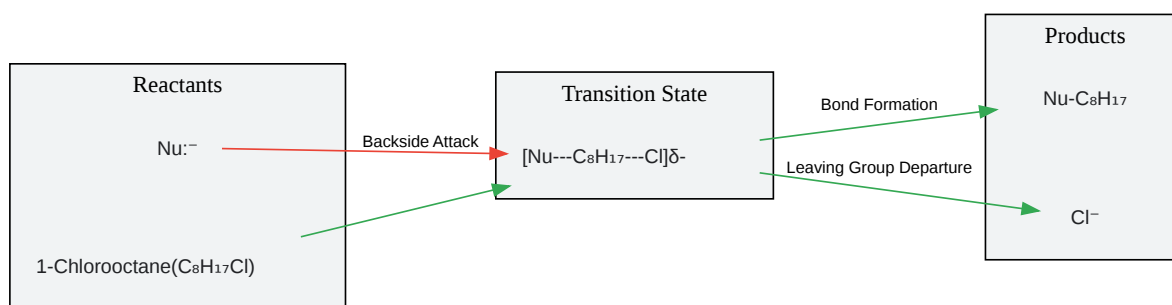 Reactants
Nu:⁻
1-Chlorooctane(C₈H₁₇Cl)
Backside Attack
Transition State
[Nu---C₈H₁₇---Cl]δ-
Bond Formation
Leaving Group Departure
Products
Nu-C₈H₁₇
Cl⁻